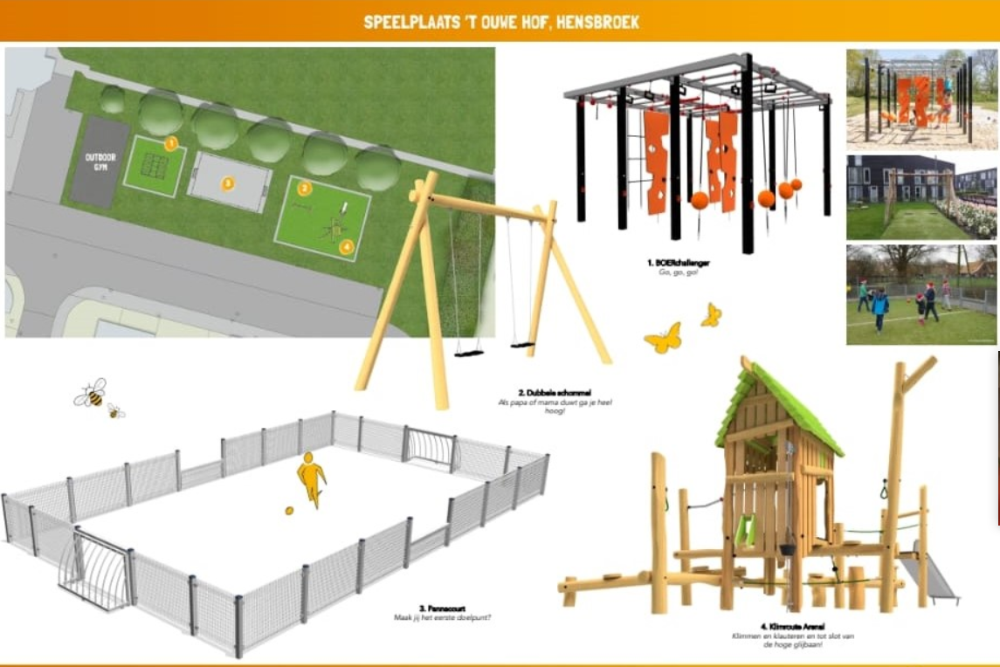 SPEELPLAATS 'T OUWE HOF, HENSBROEK
OUTDOOR
GYM
1
3
2
4
1. BOERchallenger
Go, go, go!
2. Dubbele schommel
Als papa of mama duwt ga je heel
hoog!
3. Pannacourt
Maak jij het eerste doelpunt?
4. Klimroute Arenal
Klimmen en klauteren en tot slot van
de hoge glijbaan!